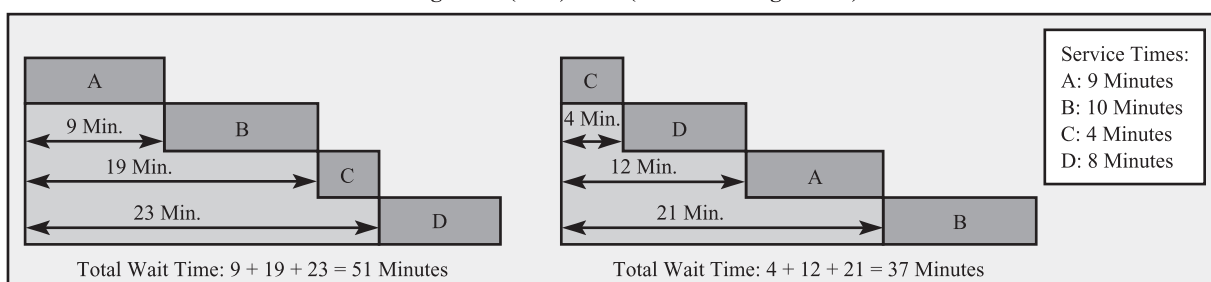 A
9 Min.
B
19 Min.
C
23 Min.
D
Total Wait Time: 9 + 19 + 23 = 51 Minutes
C
4 Min.
D
12 Min.
A
21 Min.
B
Total Wait Time: 4 + 12 + 21 = 37 Minutes
Service Times:
A: 9 Minutes
B: 10 Minutes
C: 4 Minutes
D: 8 Minutes